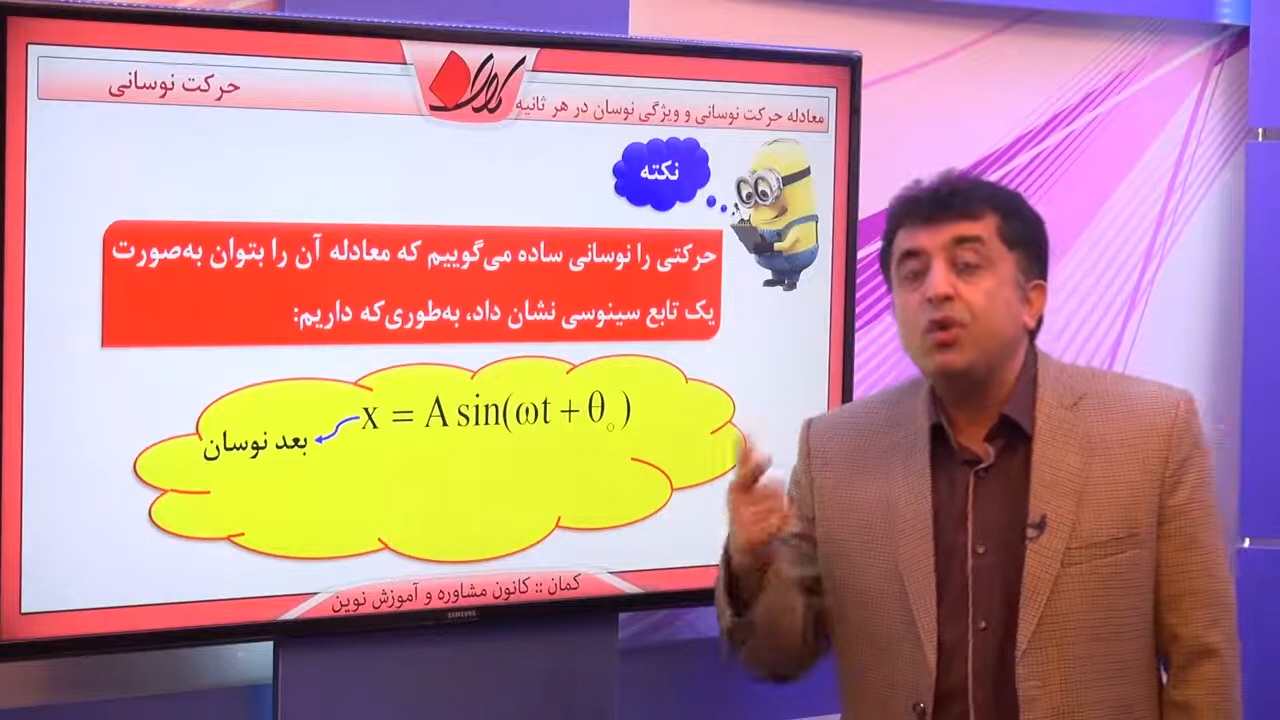 معادله حرکت نوسانی و ویژگی نوسان در هر ثانیه
حرکت نوسانی
نکته
حرکتی را نوسانی ساده می‌گوییم که معادله آن را بتوان به‌صورت
یک تابع سینوسی نشان داد، به‌طوری‌که داریم:
x = A sin(ωt + θ₀)
بعد نوسان
کمان :: کانون مشاوره و آموزش نوین
SAMSUNG